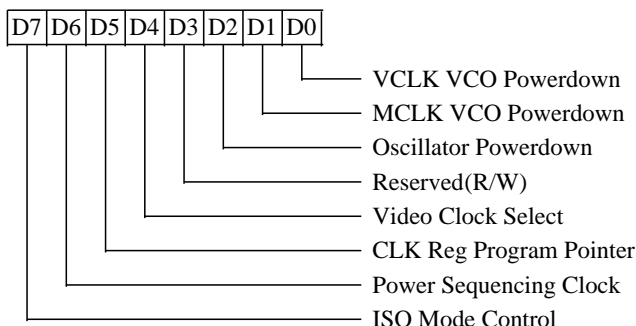 D7 D6 D5 D4 D3 D2 D1 D0
VCLK VCO Powerdown
MCLK VCO Powerdown
Oscillator Powerdown
Reserved(R/W)
Video Clock Select
CLK Reg Program Pointer
Power Sequencing Clock
ISO Mode Control